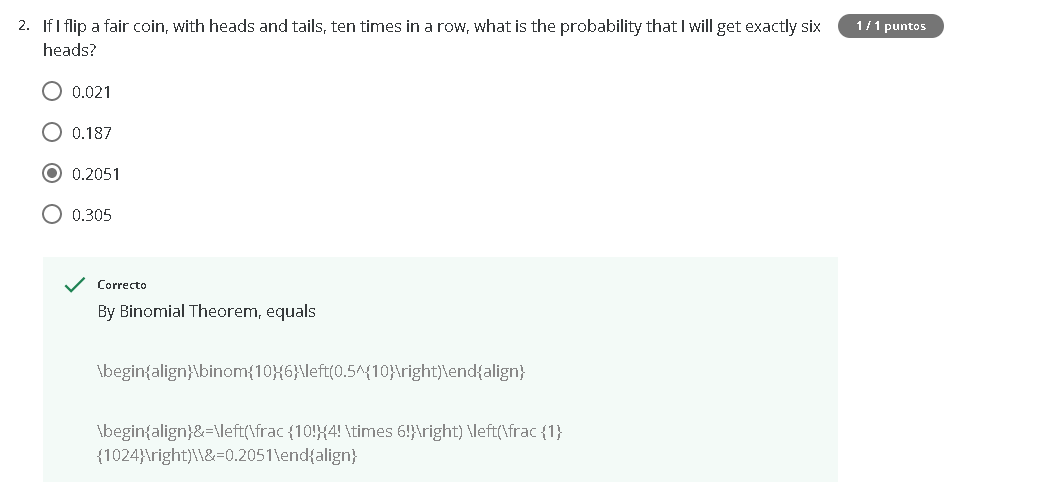 2. If I flip a fair coin, with heads and tails, ten times in a row, what is the probability that I will get exactly six
1 / 1 puntos
heads?
0.021
0.187
0.2051
0.305
Correcto
By Binomial Theorem, equals
\begin{align}\binom{10}{6}\left(0.5^{10}\right)\end{align}
\begin{align}&=\left(\frac {10!}{4! \times 6!}\right) \left(\frac {1}
{1024}\right)\\&=0.2051\end{align}